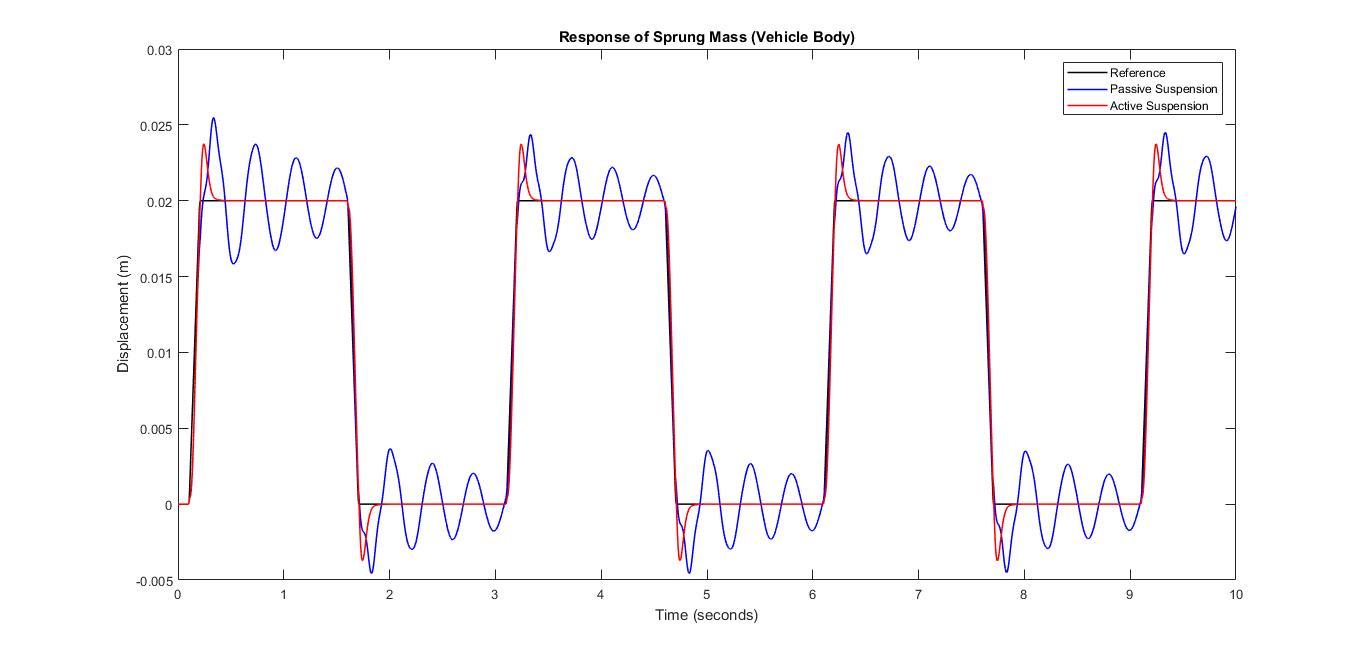 Response of Sprung Mass (Vehicle Body)
0.03
Reference
Passive Suspension
Active Suspension
0.025
0.02
0.015
0.01
0.005
0
-0.005
Displacement (m)
0 1 2 3 4 5 6 7 8 9 10
Time (seconds)